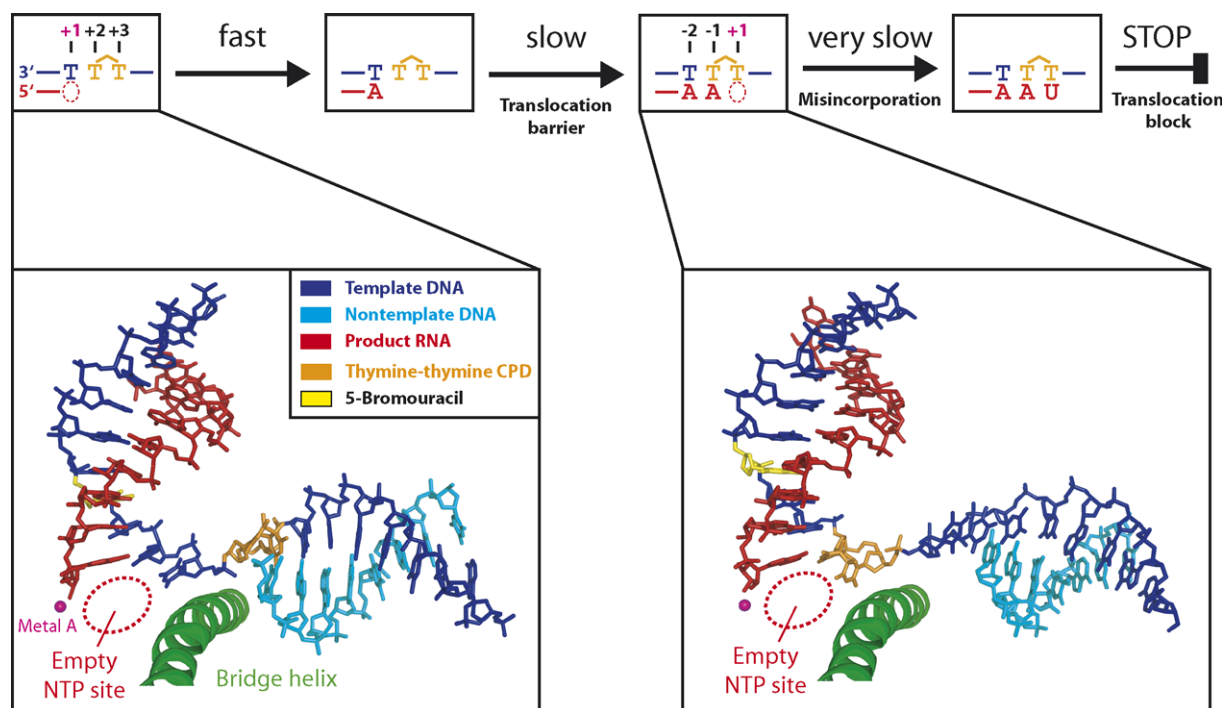 +1 +2 +3
3' T T T
5'
fast
T T T
A
slow
Translocation
barrier
-2 -1 +1
T T T
A A
very slow
Misincorporation
T T T
A A U
STOP
Translocation
block
Template DNA
Nontemplate DNA
Product RNA
Thymine-thymine CPD
5-Bromouracil
Metal A
Empty
NTP site
Bridge helix
Empty
NTP site